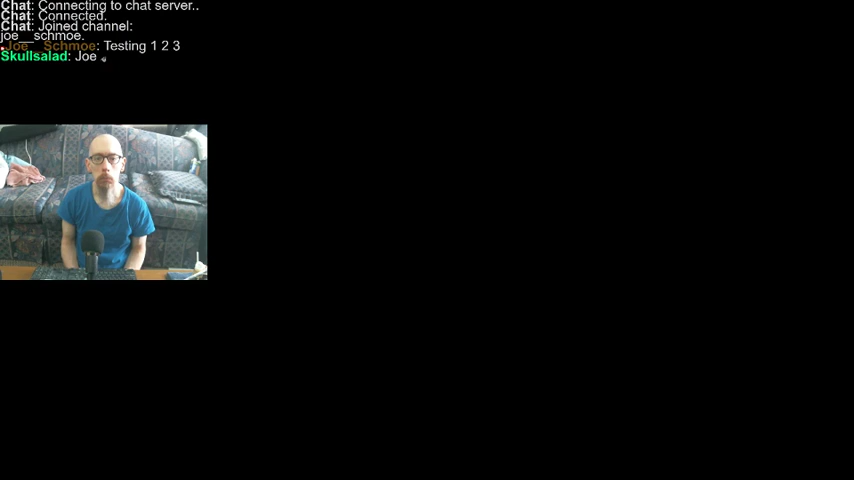 Chat: Connecting to chat server..
Chat: Connected.
Chat: Joined channel:
joe__schmoe.
Joe__Schmoe: Testing 1 2 3
Skullsalad: Joe